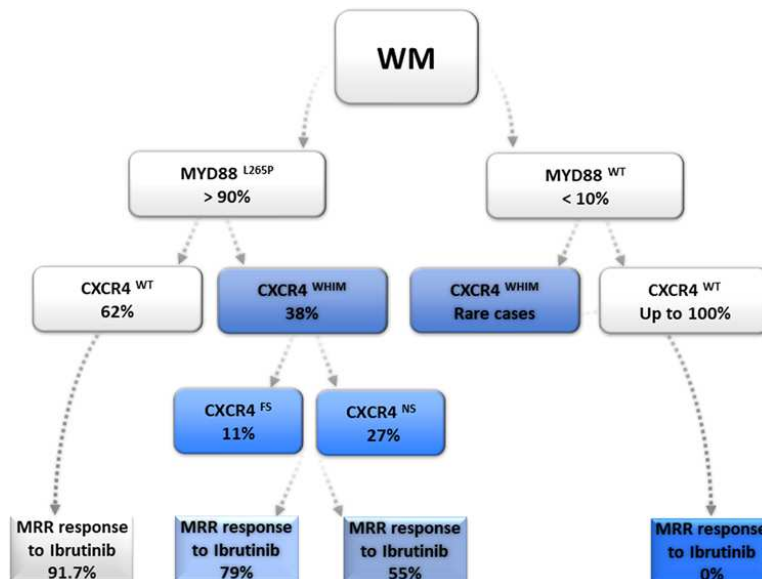 WM
MYD88 L265P
> 90%
MYD88 WT
< 10%
CXCR4 WT
62%
CXCR4 WHIM
38%
CXCR4 WHIM
Rare cases
CXCR4 WT
Up to 100%
CXCR4 FS
11%
CXCR4 NS
27%
MRR response
to Ibrutinib
91.7%
MRR response
to Ibrutinib
79%
MRR response
to Ibrutinib
55%
MRR response
to Ibrutinib
0%